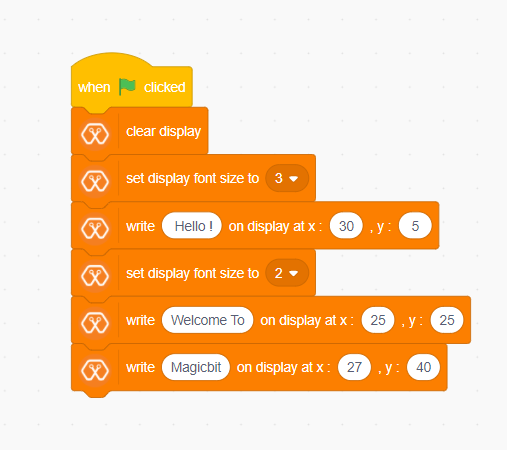 when clicked
clear display
set display font size to 3
write Hello ! on display at x : 30 , y : 5
set display font size to 2
write Welcome To on display at x : 25 , y : 25
write Magicbit on display at x : 27 , y : 40